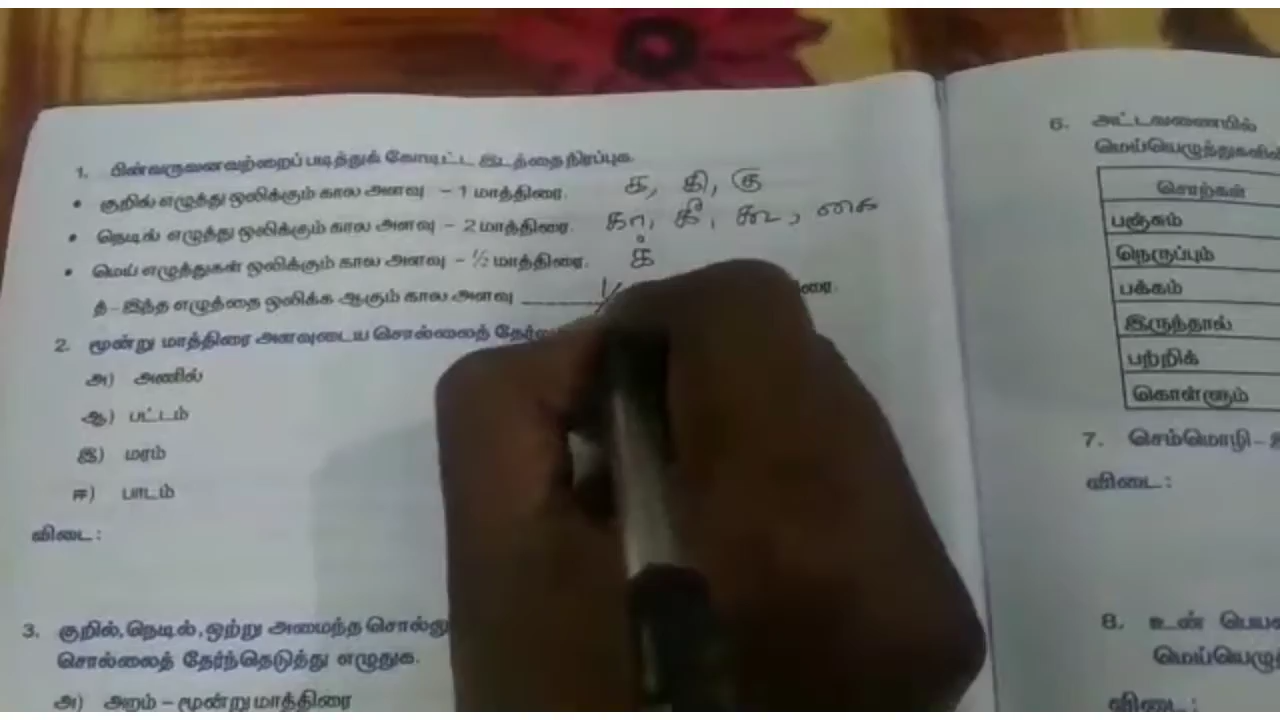 1. பின்வருவனவற்றைப் படித்துக் கோடிட்ட இடத்தை நிரப்புக.
• குறில் எழுத்து ஒலிக்கும் கால அளவு – 1 மாத்திரை. க, கி, கு
• நெடில் எழுத்து ஒலிக்கும் கால அளவு – 2 மாத்திரை. கா, கீ, கூ, கை
• மெய் எழுத்துகள் ஒலிக்கும் கால அளவு – ½ மாத்திரை. க்
த் – இந்த எழுத்தை ஒலிக்க ஆகும் கால அளவு ______
2. மூன்று மாத்திரை அளவுடைய சொல்லைத்
அ) அணில்
ஆ) பட்டம்
இ) மரம்
ஈ) பாடம்
விடை :
3. குறில், நெடில், ஒற்று அமைந்த
சொல்லைத் தேர்ந்தெடுத்து எழுதுக.
அ) அறம் – மூன்று மாத்திரை
6. அட்டவணையில்
சொற்கள்
பஞ்சும்
நெருப்பும்
பக்கம்
இருந்தால்
பற்றிக்
கொள்ளும்
7. செம்மொழி –
விடை :
8. உன்
விடை :